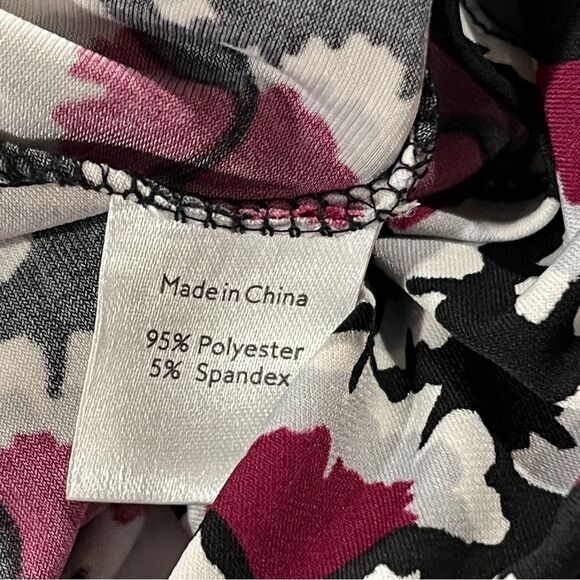 Made in China
95% Polyester
5% Spandex